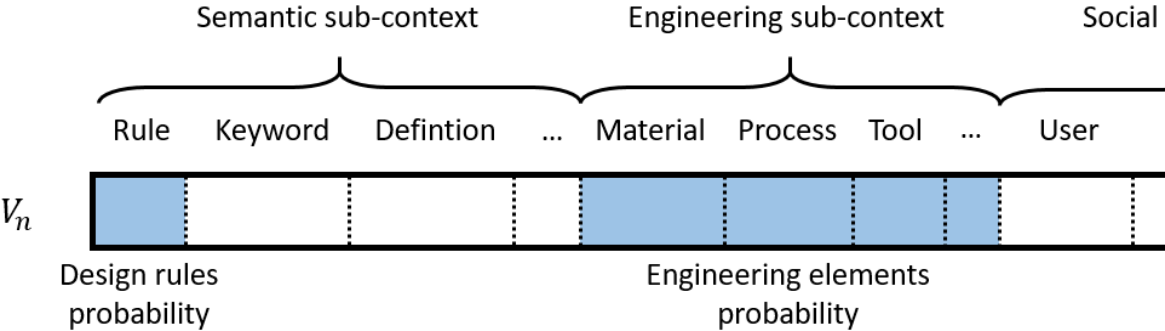 Semantic sub-context Engineering sub-context Social
Rule Keyword Defintion ... Material Process Tool ... User
Vn
Design rules probability
Engineering elements probability